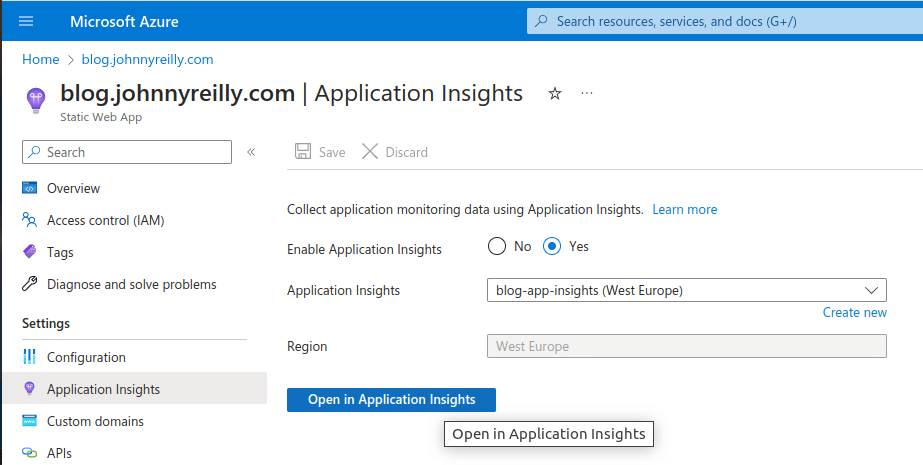 Microsoft Azure
Search resources, services, and docs (G+/)
Home > blog.johnnyreilly.com
blog.johnnyreilly.com | Application Insights
Static Web App
Search
«
Save
Discard
Overview
Access control (IAM)
Tags
Diagnose and solve problems
Settings
Configuration
Application Insights
Custom domains
APIs
Collect application monitoring data using Application Insights. Learn more
Enable Application Insights
No
Yes
Application Insights
blog-app-insights (West Europe)
Create new
Region
West Europe
Open in Application Insights
Open in Application Insights